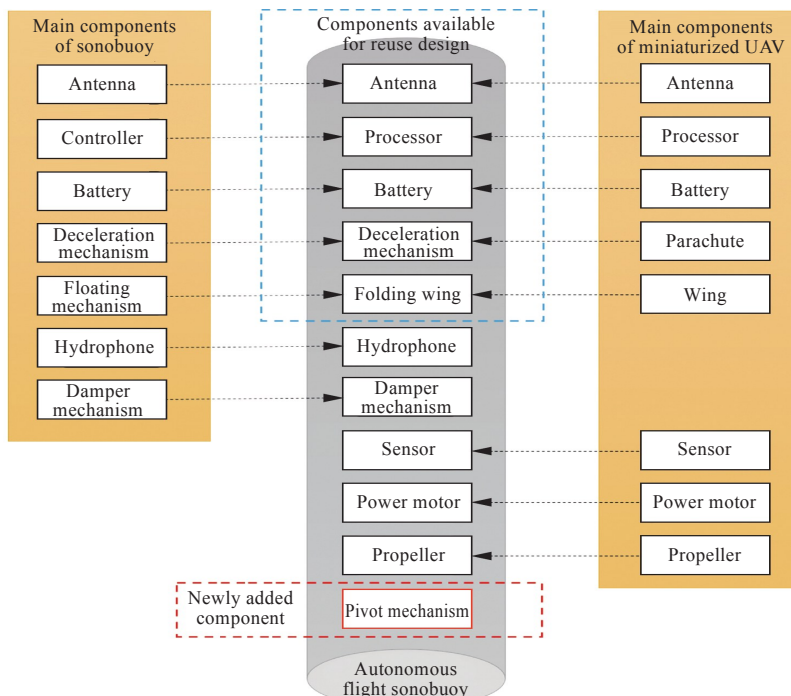 Main components
of sonobuoy
Antenna
Controller
Battery
Deceleration
mechanism
Floating
mechanism
Hydrophone
Damper
mechanism
Components available
for reuse design
Antenna
Processor
Battery
Deceleration
mechanism
Folding wing
Hydrophone
Damper
mechanism
Sensor
Power motor
Propeller
Newly added
component
Pivot mechanism
Autonomous
flight sonobuoy
Main components
of miniaturized UAV
Antenna
Processor
Battery
Parachute
Wing
Sensor
Power motor
Propeller